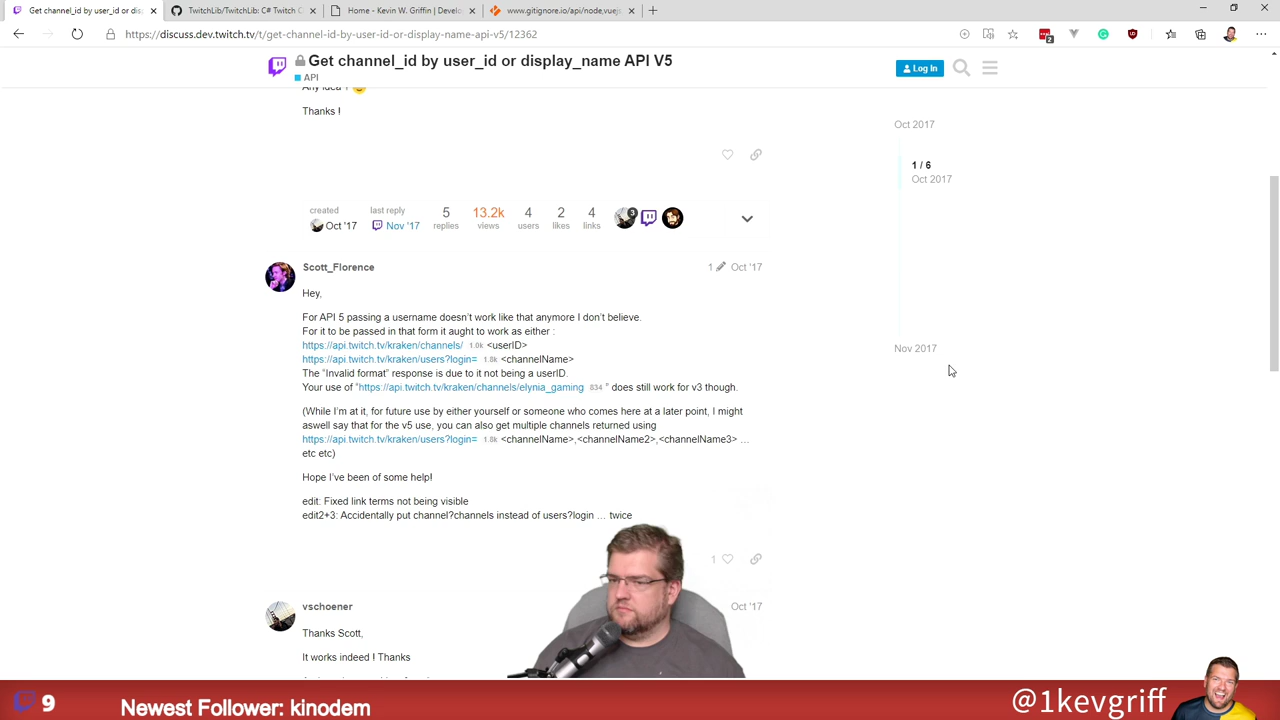 Get channel_id by user_id or dis
TwitchLib/TwitchLib: C# Twitch C
Home - Kevin W. Griffin | Develo
www.gitignore.io/api/node,vuejs
https://discuss.dev.twitch.tv/t/get-channel-id-by-user-id-or-display-name-api-v5/12362
2
Get channel_id by user_id or display_name API V5
API
Log In
Any idea ?
Thanks !
Oct 2017
1 / 6
Oct 2017
Nov 2017
created
Oct '17
last reply
Nov '17
5
replies
13.2k
views
4
users
2
likes
4
links
3
Scott_Florence
1
Oct '17
Hey,
For API 5 passing a username doesn't work like that anymore I don't believe.
For it to be passed in that form it aught to work as either :
https://api.twitch.tv/kraken/channels/ 1.0k <userID>
https://api.twitch.tv/kraken/users?login= 1.8k <channelName>
The "Invalid format" response is due to it not being a userID.
Your use of "https://api.twitch.tv/kraken/channels/elynia_gaming 834 " does still work for v3 though.
(While I'm at it, for future use by either yourself or someone who comes here at a later point, I might
aswell say that for the v5 use, you can also get multiple channels returned using
https://api.twitch.tv/kraken/users?login= 1.8k <channelName>,<channelName2>,<channelName3> …
etc etc)
Hope I've been of some help!
edit: Fixed link terms not being visible
edit2+3: Accidentally put channel?channels instead of users?login … twice
1
vschoener
Oct '17
Thanks Scott,
It works indeed ! Thanks
9
Newest Follower: kinodem
@1kevgriff